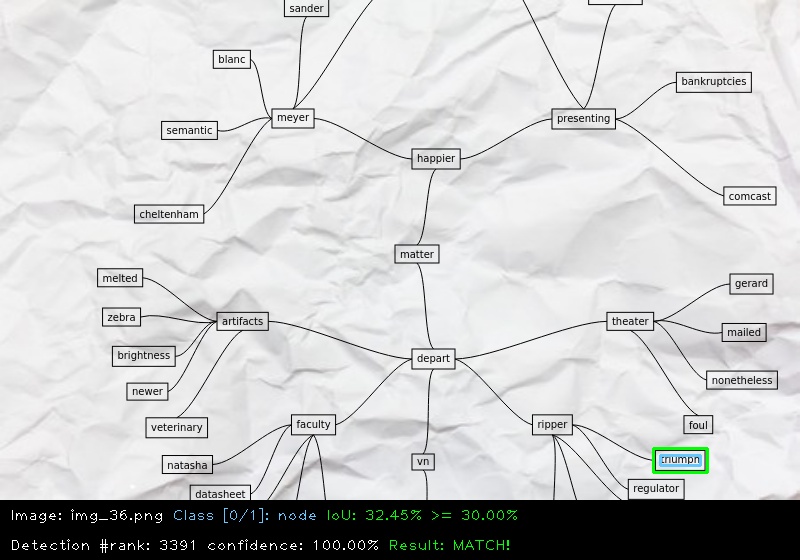 sander
blanc
bankruptcies
meyer
presenting
semantic
happier
comcast
cheltenham
matter
melted
gerard
zebra
artifacts
theater
mailed
brightness
depart
nonetheless
newer
veterinary
faculty
ripper
foul
natasha
vn
triumph
datasheet
regulator
Image: img_36.png Class [0/1]: node IoU: 32.45% >= 30.00%
Detection #rank: 3391 confidence: 100.00% Result: MATCH!